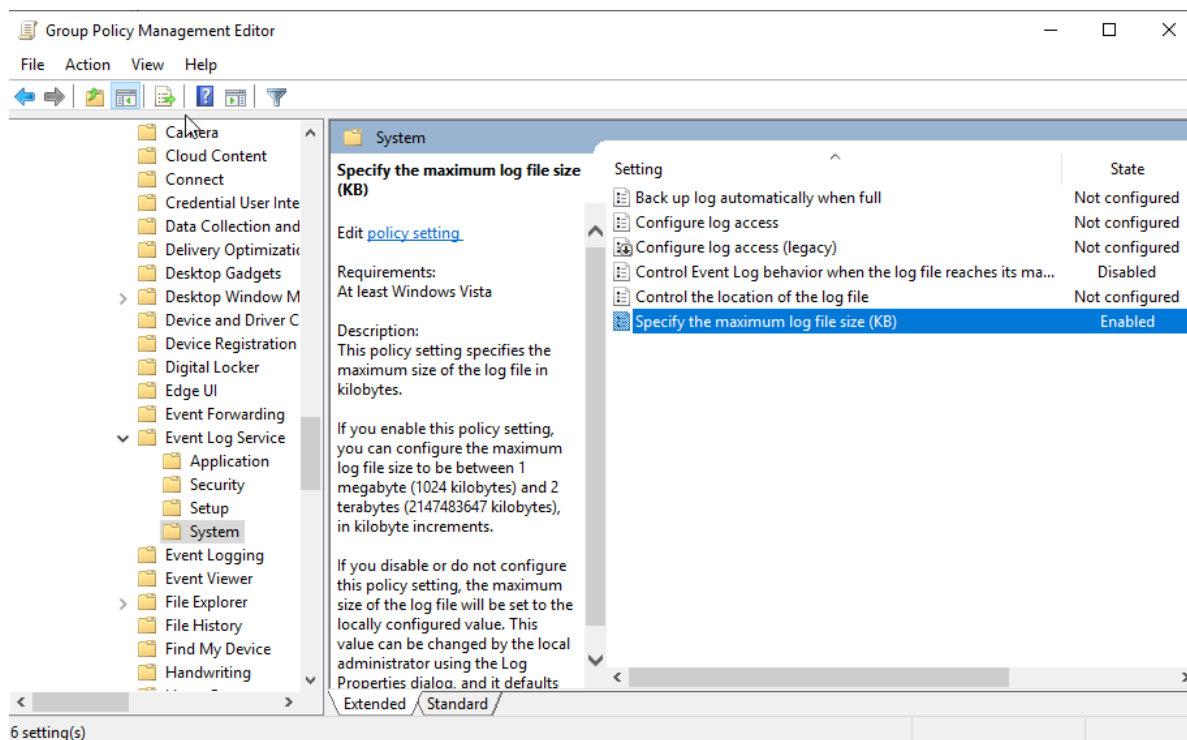 Group Policy Management Editor
File Action View Help
Camera
Cloud Content
Connect
Credential User Inte
Data Collection and
Delivery Optimizatio
Desktop Gadgets
Desktop Window M
Device and Driver C
Device Registration
Digital Locker
Edge UI
Event Forwarding
Event Log Service
Application
Security
Setup
System
Event Logging
Event Viewer
File Explorer
File History
Find My Device
Handwriting
System
Specify the maximum log file size
(KB)
Edit policy setting
Requirements:
At least Windows Vista
Description:
This policy setting specifies the
maximum size of the log file in
kilobytes.
If you enable this policy setting,
you can configure the maximum
log file size to be between 1
megabyte (1024 kilobytes) and 2
terabytes (2147483647 kilobytes),
in kilobyte increments.
If you disable or do not configure
this policy setting, the maximum
size of the log file will be set to the
locally configured value. This
value can be changed by the local
administrator using the Log
Properties dialog, and it defaults
Setting State
Back up log automatically when full Not configured
Configure log access Not configured
Configure log access (legacy) Not configured
Control Event Log behavior when the log file reaches its ma... Disabled
Control the location of the log file Not configured
Specify the maximum log file size (KB) Enabled
Extended Standard
6 setting(s)